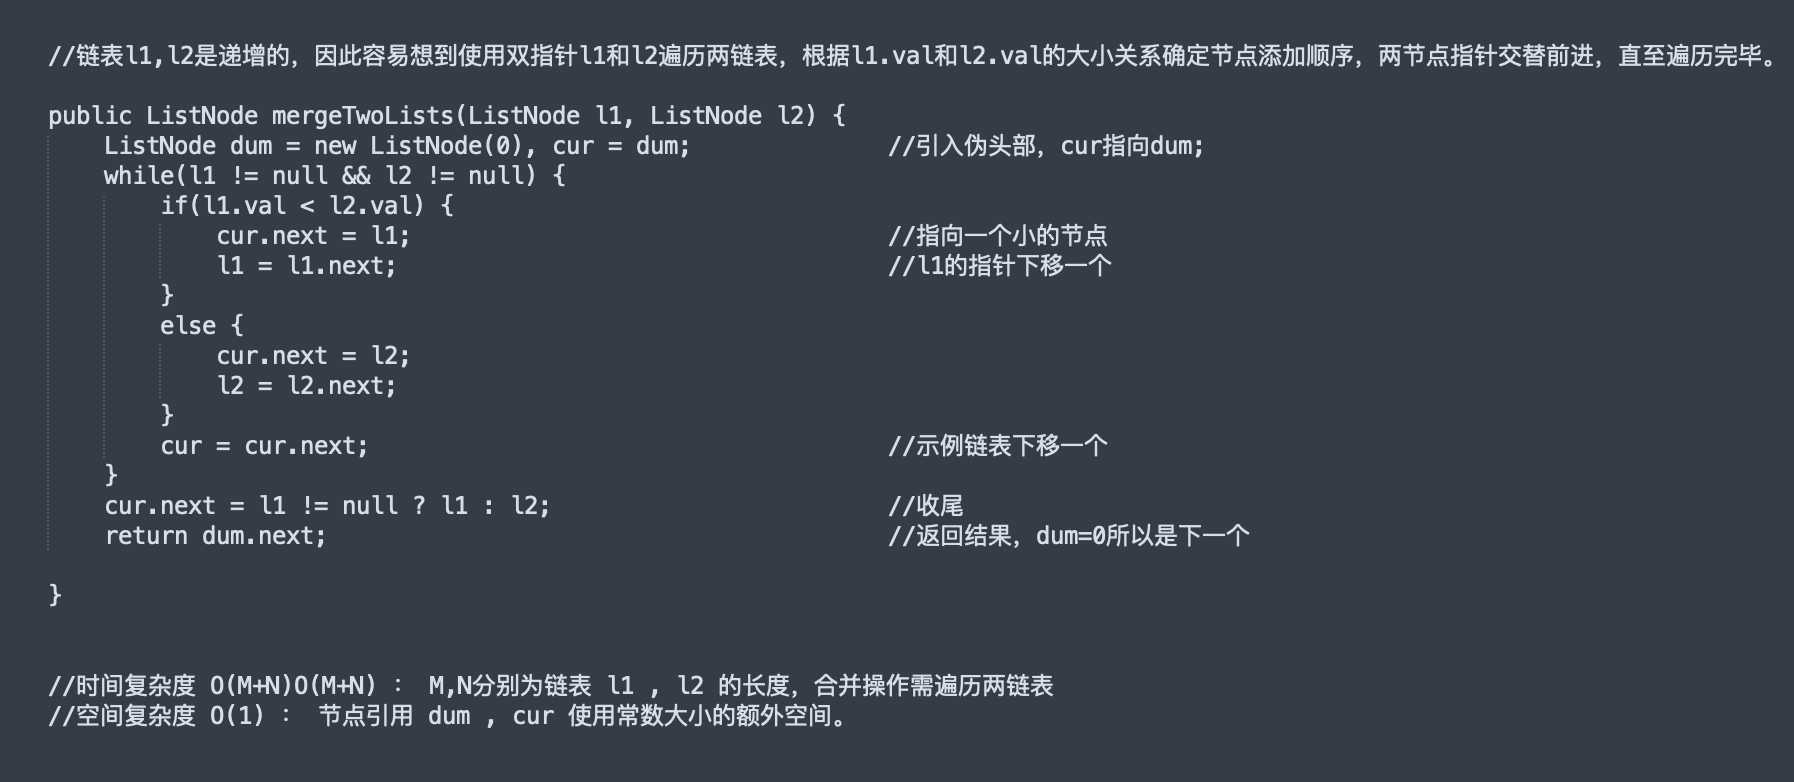 //链表l1,l2是递增的，因此容易想到使用双指针l1和l2遍历两链表，根据l1.val和l2.val的大小关系确定节点添加顺序，两节点指针交替前进，直至遍历完毕。
public ListNode mergeTwoLists(ListNode l1, ListNode l2) {
    ListNode dum = new ListNode(0), cur = dum;              //引入伪头部，cur指向dum;
    while(l1 != null && l2 != null) {
        if(l1.val < l2.val) {
            cur.next = l1;                                  //指向一个小的节点
            l1 = l1.next;                                   //l1的指针下移一个
        }
        else {
            cur.next = l2;
            l2 = l2.next;
        }
        cur = cur.next;                                     //示例链表下移一个
    }
    cur.next = l1 != null ? l1 : l2;                        //收尾
    return dum.next;                                        //返回结果，dum=0所以是下一个
}
//时间复杂度 O(M+N)O(M+N) ： M,N分别为链表 l1 , l2 的长度，合并操作需遍历两链表
//空间复杂度 O(1) ： 节点引用 dum , cur 使用常数大小的额外空间。